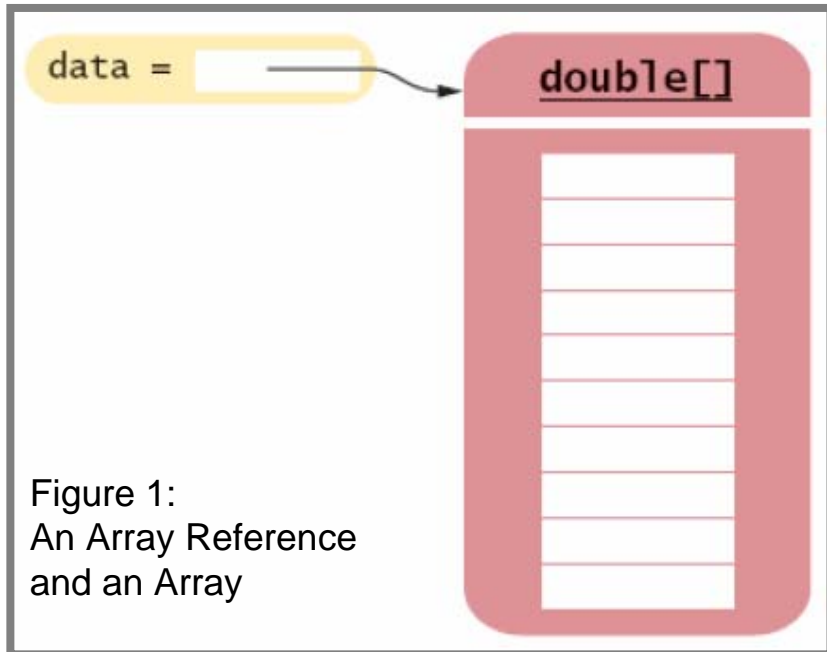 data =
double[]
Figure 1:
An Array Reference
and an Array